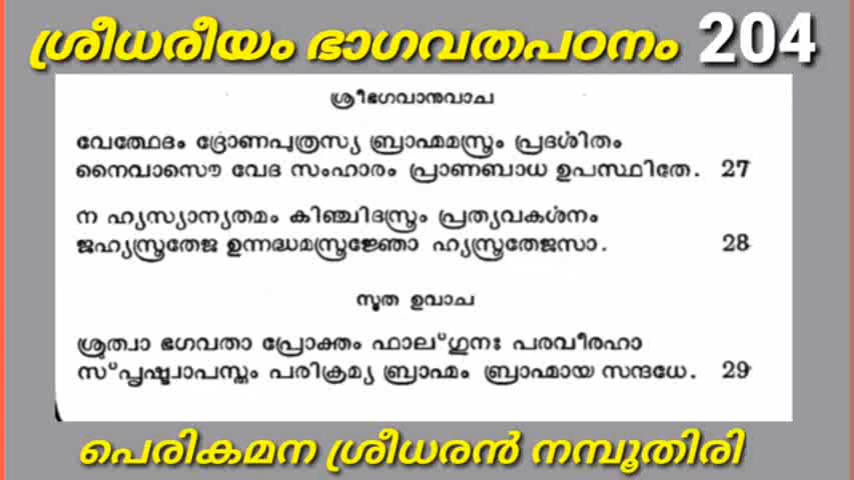 ശ്രീധരീയം ഭാഗവതപഠനം 204
ശ്രീഭഗവാനുവാച
വേത്ഥേദം ദ്രോണപുത്രസ്യ ബ്രാഹ്മമസ്ത്രം പ്രദർശിതം
നൈവാസൌ വേദ സംഹാരം പ്രാണബാധ ഉപസ്ഥിതേ. 27
ന ഹ്യസ്യാന്യതമം കിഞ്ചിദസ്ത്രം പ്രത്യവകർശനം
ജഹ്യസ്ത്രതേജ ഉന്നദ്ധമസ്ത്രജ്ഞോ ഹ്യസ്ത്രതേജസാ. 28
സൂത ഉവാച
ശ്രുത്വാ ഭഗവതാ പ്രോക്തം ഫാല്ഗുനഃ പരവീരഹാ
സ്പൃഷ്ട്വാപസ്തം പരിക്രമ്യ ബ്രാഹ്മം ബ്രാഹ്മായ സന്ദധേ. 29
പെരികമന ശ്രീധരൻ നമ്പൂതിരി